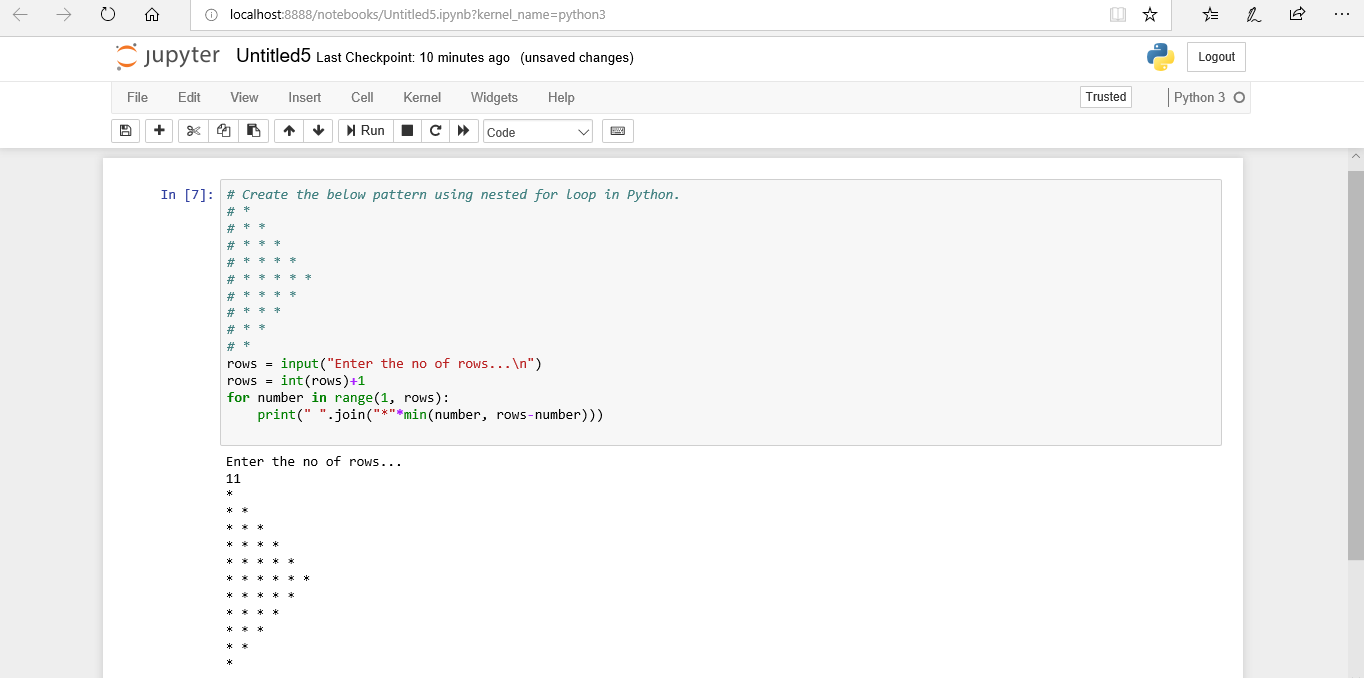 localhost:8888/notebooks/Untitled5.ipynb?kernel_name=python3
jupyter Untitled5 Last Checkpoint: 10 minutes ago (unsaved changes) Logout
File Edit View Insert Cell Kernel Widgets Help Trusted Python 3
Run Code
In [7]: # Create the below pattern using nested for loop in Python.
# *
# * *
# * * *
# * * * *
# * * * * *
# * * * *
# * * *
# * *
# *
rows = input("Enter the no of rows...\n")
rows = int(rows)+1
for number in range(1, rows):
    print(" ".join("*"*min(number, rows-number)))
Enter the no of rows...
11
*
* *
* * *
* * * *
* * * * *
* * * * * *
* * * * *
* * * *
* * *
* *
*